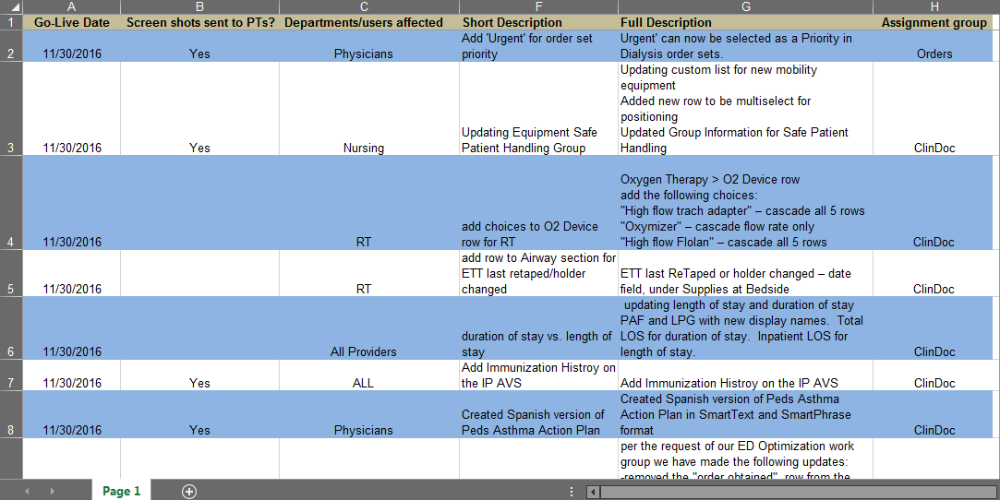 A B C F G H
1 Go-Live Date Screen shots sent to PTs? Departments/users affected Short Description Full Description Assignment group
Add 'Urgent' for order set Urgent' can now be selected as a Priority in
2 11/30/2016 Yes Physicians priority Dialysis order sets. Orders
Updating custom list for new mobility
equipment
Added new row to be multiselect for
positioning
Updating Equipment Safe Updated Group Information for Safe Patient
3 11/30/2016 Yes Nursing Patient Handling Group Handling ClinDoc
Oxygen Therapy > O2 Device row
add the following choices:
"High flow trach adapter" – cascade all 5 rows
add choices to O2 Device "Oxymizer" – cascade flow rate only
4 11/30/2016 RT row for RT "High flow Flolan" – cascade all 5 rows ClinDoc
add row to Airway section for
ETT last retaped/holder ETT last ReTaped or holder changed – date
5 11/30/2016 RT changed field, under Supplies at Bedside ClinDoc
updating length of stay and duration of stay
PAF and LPG with new display names. Total
duration of stay vs. length of LOS for duration of stay. Inpatient LOS for
6 11/30/2016 All Providers stay length of stay. ClinDoc
Add Immunization Histroy on
7 11/30/2016 Yes ALL the IP AVS Add Immunization Histroy on the IP AVS ClinDoc
Created Spanish version of Peds Asthma
Created Spanish version of Action Plan in SmartText and SmartPhrase
8 11/30/2016 Yes Physicians Peds Asthma Action Plan format ClinDoc
per the request of our ED Optimization work
group we have made the following updates:
-removed the "order obtained" row from the
Page 1